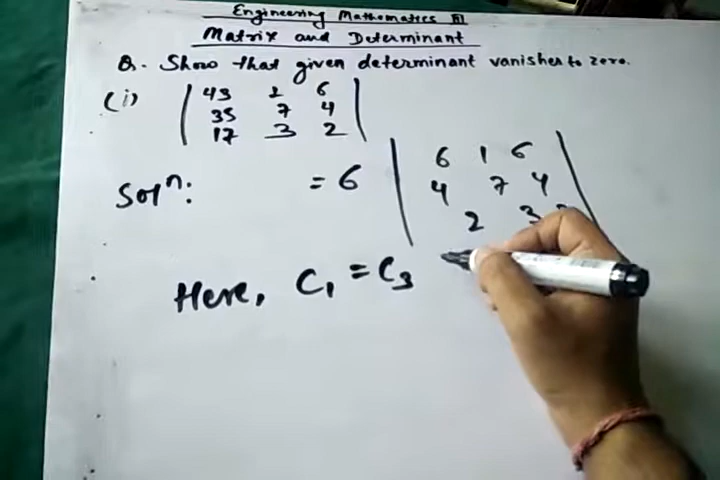 Engineering Mathematics III
Matrix and Determinant
Q. Show that given determinant vanishes to zero.
(i) | 43 1 6 |
35 7 4
17 3 2
Solⁿ: = 6 | 6 1 6 |
4 7 4
2 3
Here, C₁ = C₃